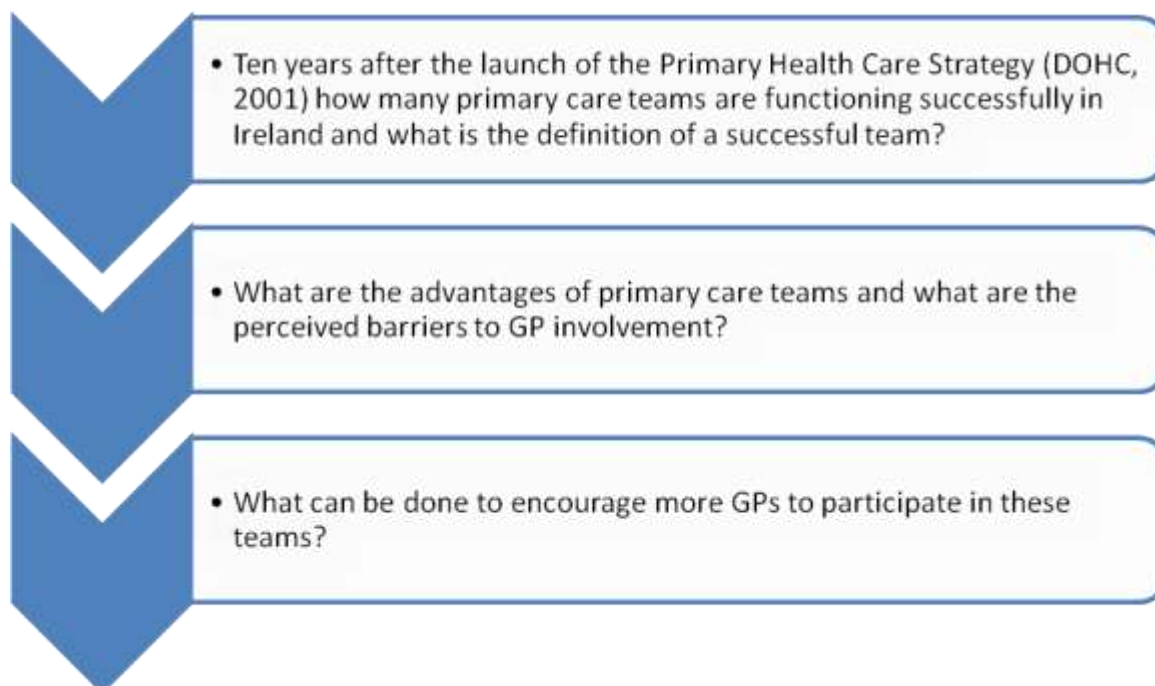 • Ten years after the launch of the Primary Health Care Strategy (DOHC,
2001) how many primary care teams are functioning successfully in
Ireland and what is the definition of a successful team?
• What are the advantages of primary care teams and what are the
perceived barriers to GP involvement?
• What can be done to encourage more GPs to participate in these
teams?